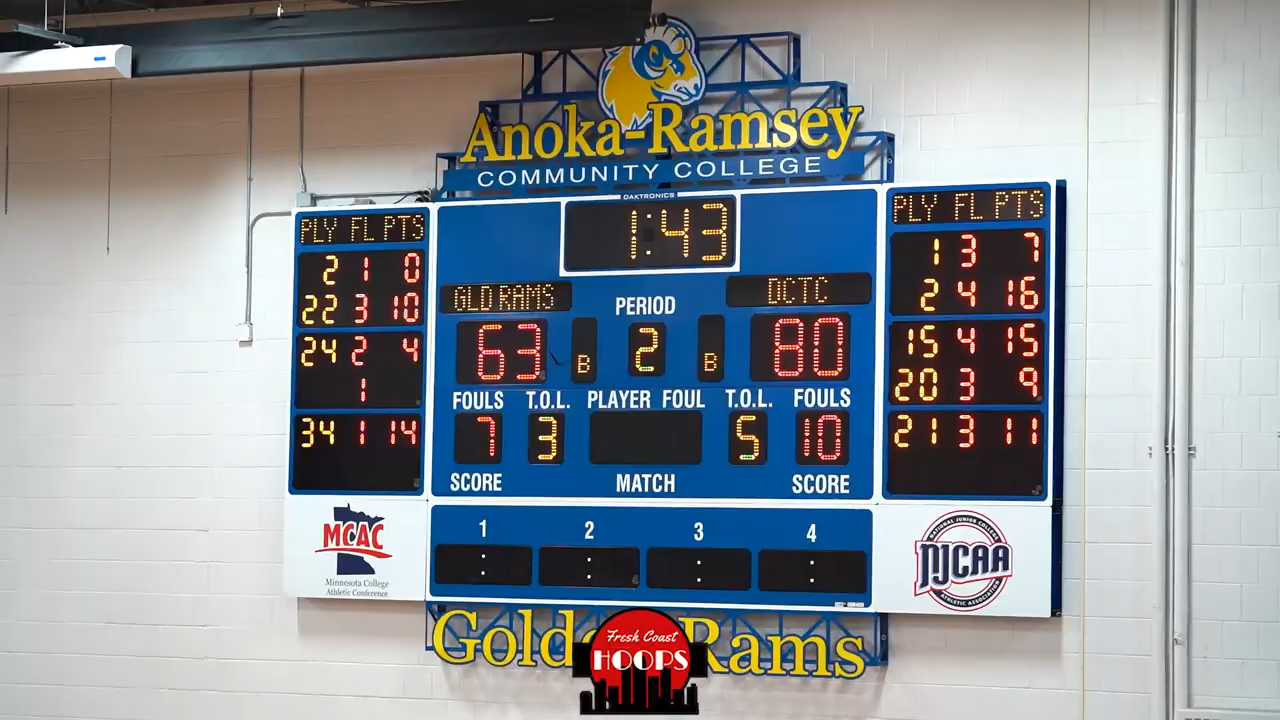 Anoka-Ramsey
COMMUNITY COLLEGE
DAKTRONICS
PLY FL PTS
2 1 0
22 3 10
24 2 4
1
34 1 14
1:43
GLD RAMS
PERIOD
DCTC
63 B 2 B 80
FOULS T.O.L. PLAYER FOUL T.O.L. FOULS
7 3 5 10
SCORE MATCH SCORE
1 2 3 4
: : : :
PLY FL PTS
1 3 7
2 4 16
15 4 15
20 3 9
21 3 11
MCAC
Minnesota College
Athletic Conference
NATIONAL JUNIOR COLLEGE
NJCAA
ATHLETIC ASSOCIATION
Golde Rams
Fresh Coast
HOOPS